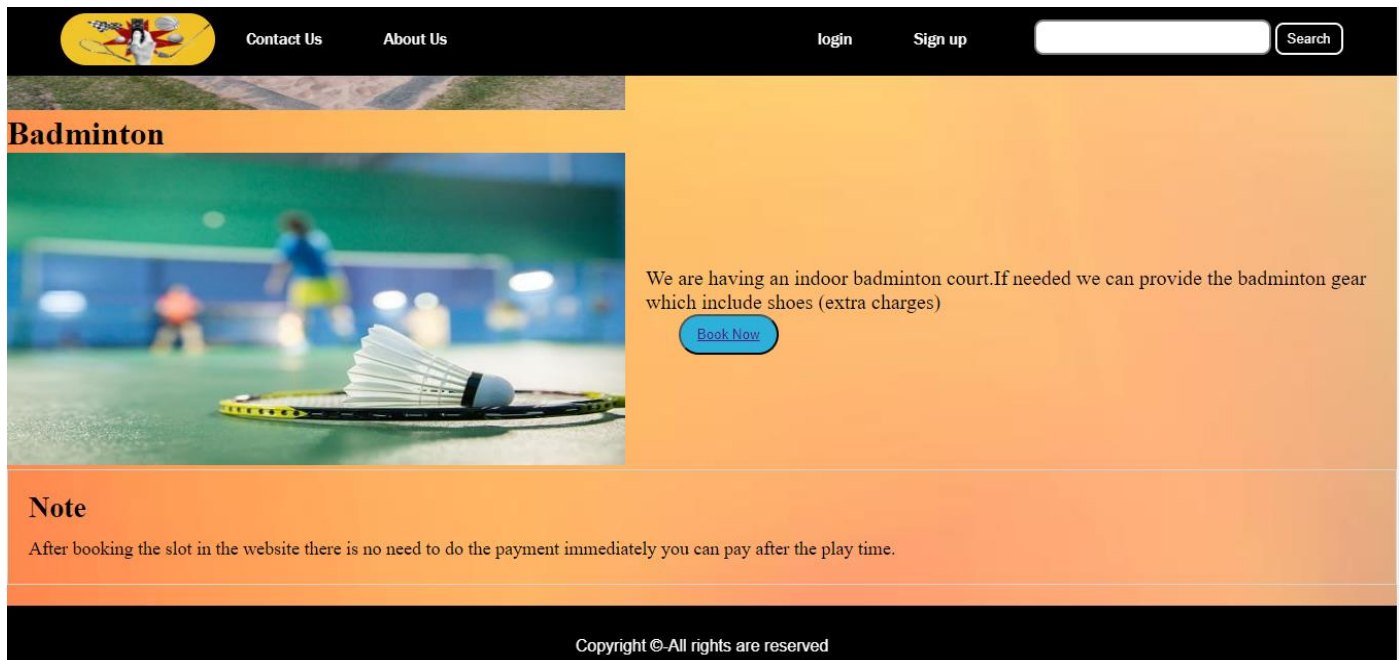 Contact Us About Us login Sign up Search
Badminton
We are having an indoor badminton court.If needed we can provide the badminton gear
which include shoes (extra charges)
Book Now
Note
After booking the slot in the website there is no need to do the payment immediately you can pay after the play time.
Copyright ©-All rights are reserved